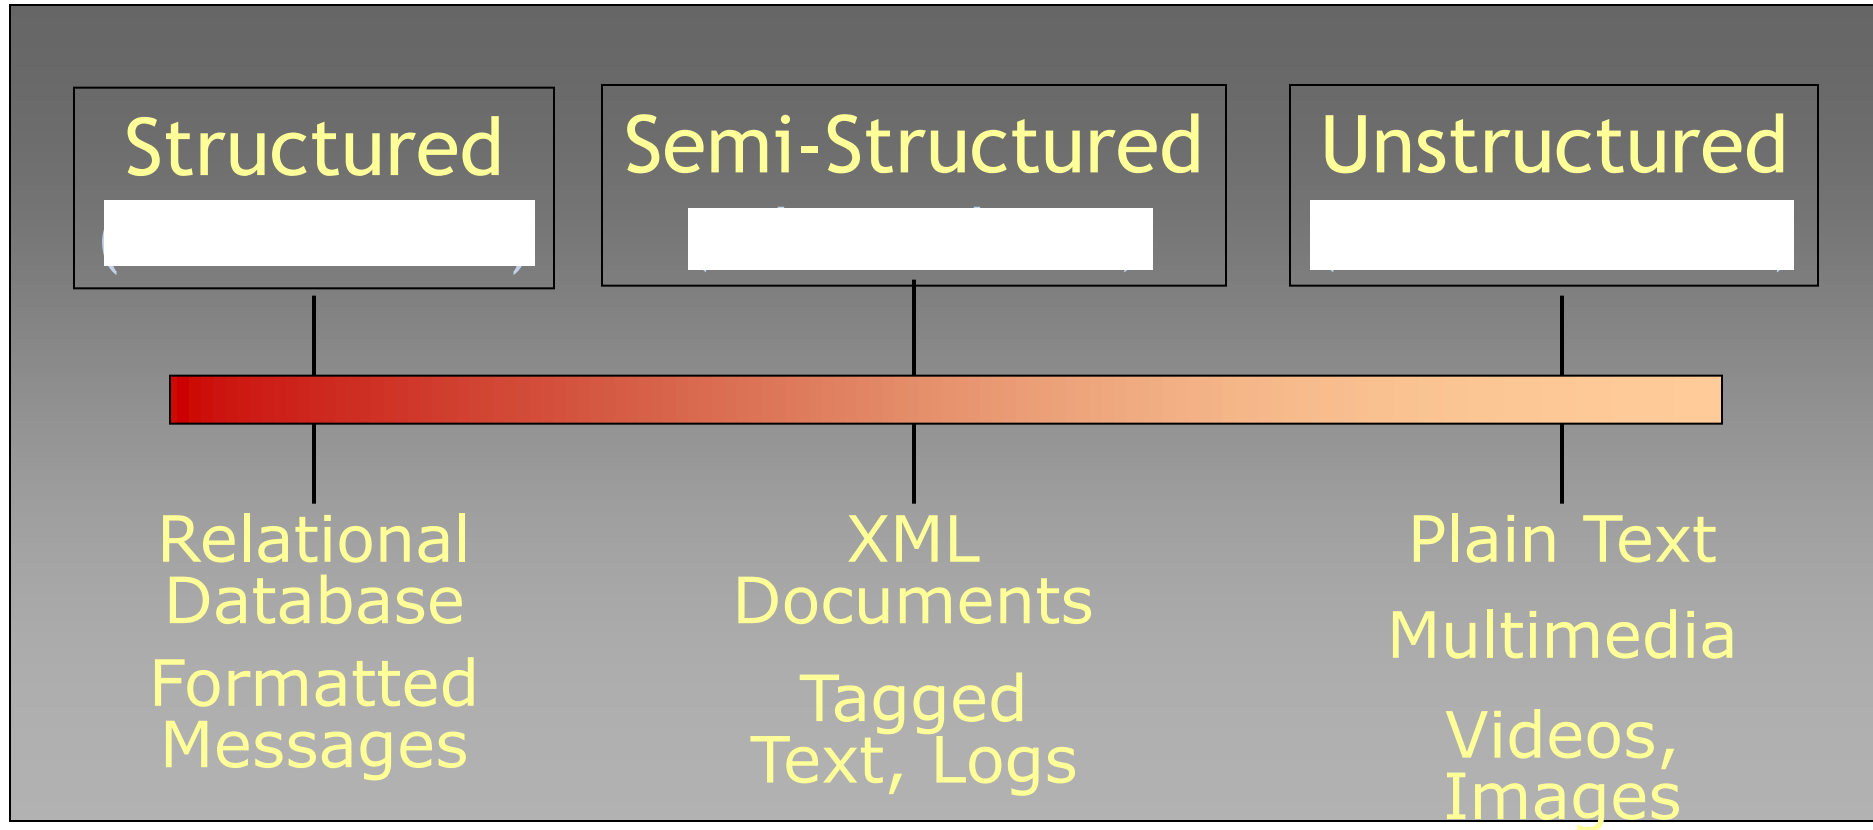 Structured
Semi-Structured
Unstructured
Relational
Database
Formatted
Messages
XML
Documents
Tagged
Text, Logs
Plain Text
Multimedia
Videos,
Images